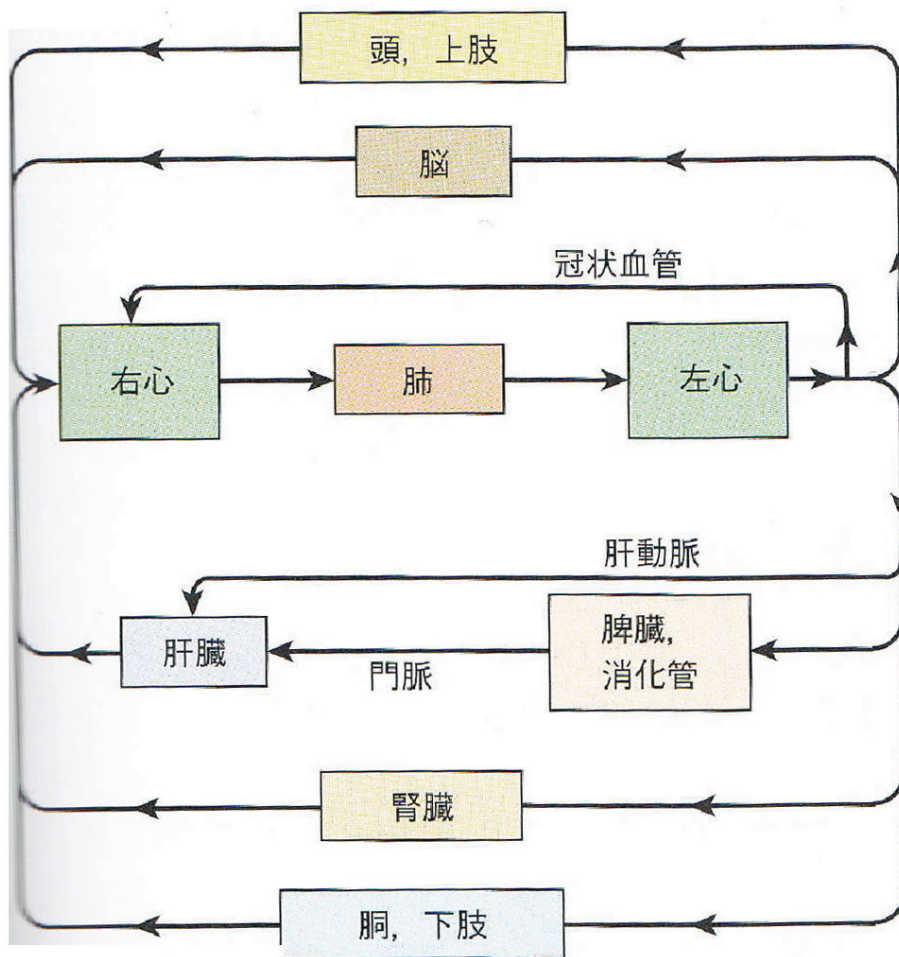 頭，上肢
脳
冠状血管
右心
肺
左心
肝動脈
肝臓
門脈
脾臓，
消化管
腎臓
胴，下肢